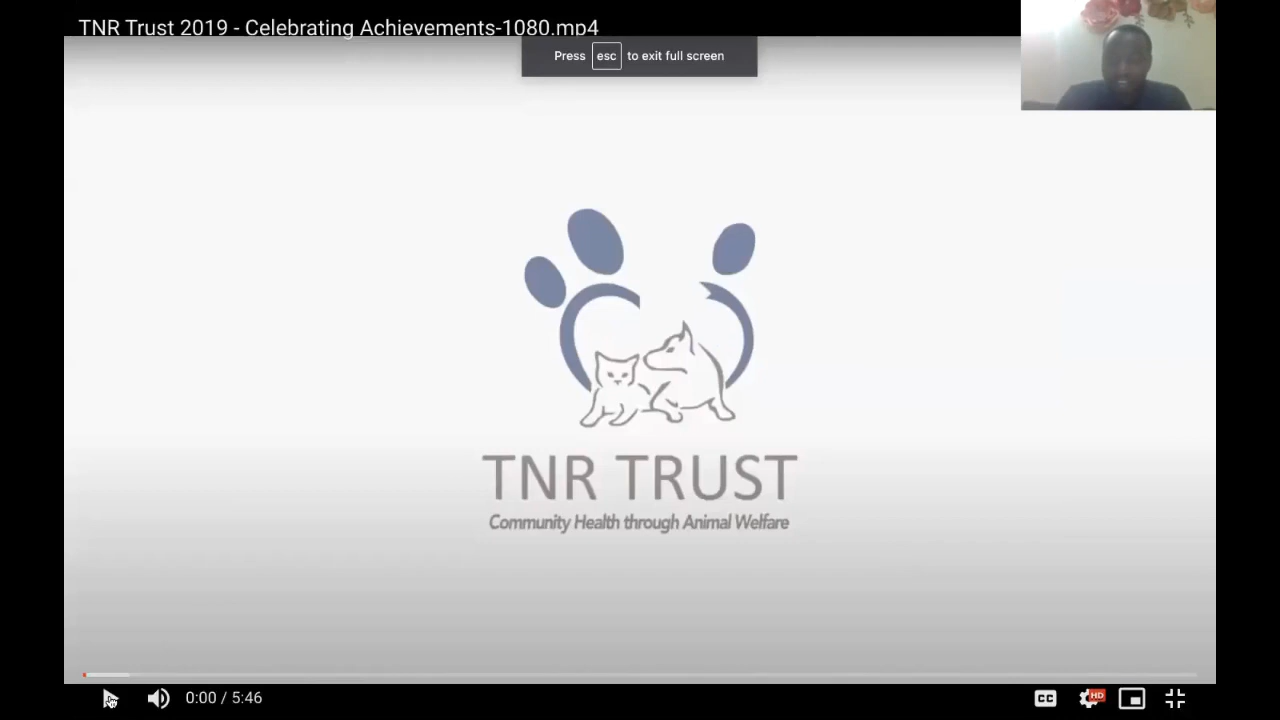 TNR Trust 2019 - Celebrating Achievements-1080.mp4
Press esc to exit full screen
TNR TRUST
Community Health through Animal Welfare
0:00 / 5:46
CC
HD